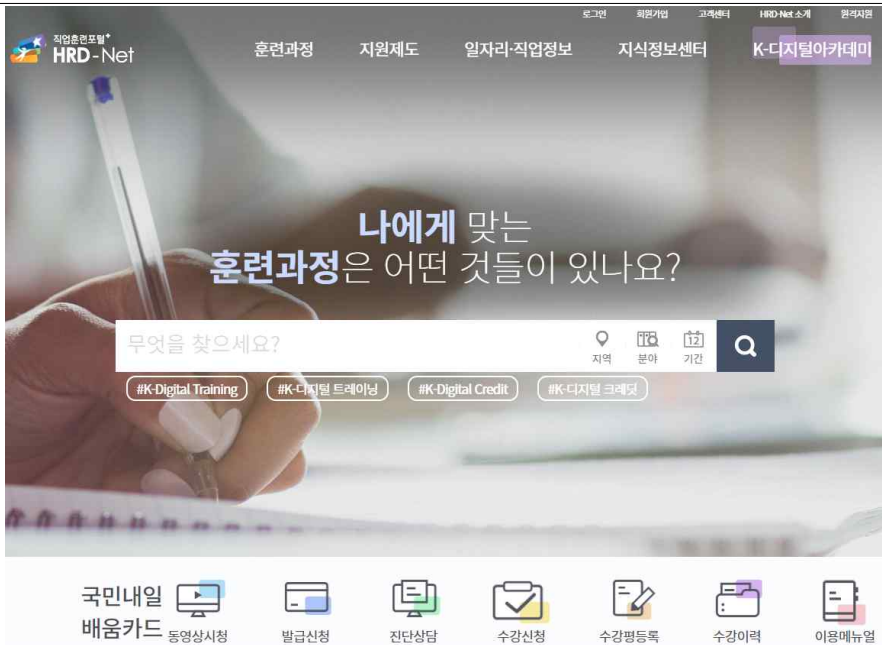 로그인 회원가입 고객센터 HRD-Net 소개 원격지원
직업훈련포털+
HRD-Net
훈련과정 지원제도 일자리·직업정보 지식정보센터 K-디지털아카데미
나에게 맞는
훈련과정은 어떤 것들이 있나요?
무엇을 찾으세요?
12
지역 분야 기간
#K-Digital Training #K-디지털 트레이닝 #K-Digital Credit #K-디지털 크레딧
국민내일
배움카드
동영상시청 발급신청 진단상담 수강신청 수강평등록 수강이력 이용메뉴얼